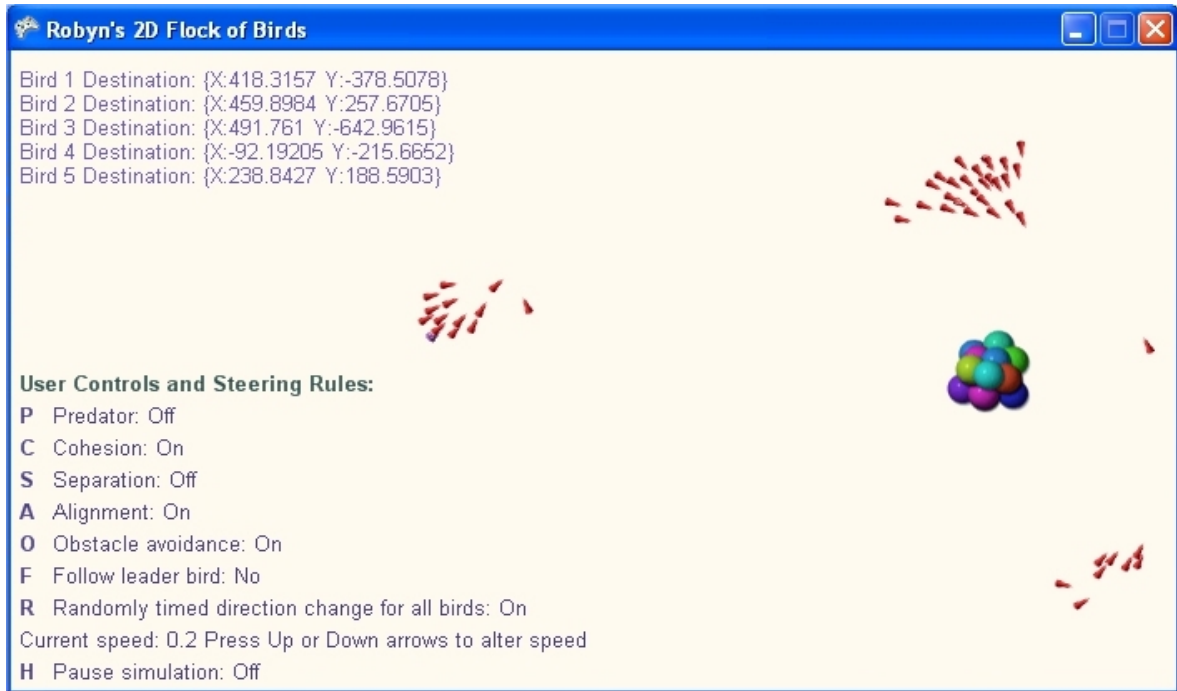 Robyn's 2D Flock of Birds
Bird 1 Destination: {X:418.3157 Y:-378.5078}
Bird 2 Destination: {X:459.8984 Y:257.6705}
Bird 3 Destination: {X:491.761 Y:-642.9615}
Bird 4 Destination: {X:-92.19205 Y:-215.6652}
Bird 5 Destination: {X:238.8427 Y:188.5903}
User Controls and Steering Rules:
P Predator: Off
C Cohesion: On
S Separation: Off
A Alignment: On
O Obstacle avoidance: On
F Follow leader bird: No
R Randomly timed direction change for all birds: On
Current speed: 0.2 Press Up or Down arrows to alter speed
H Pause simulation: Off